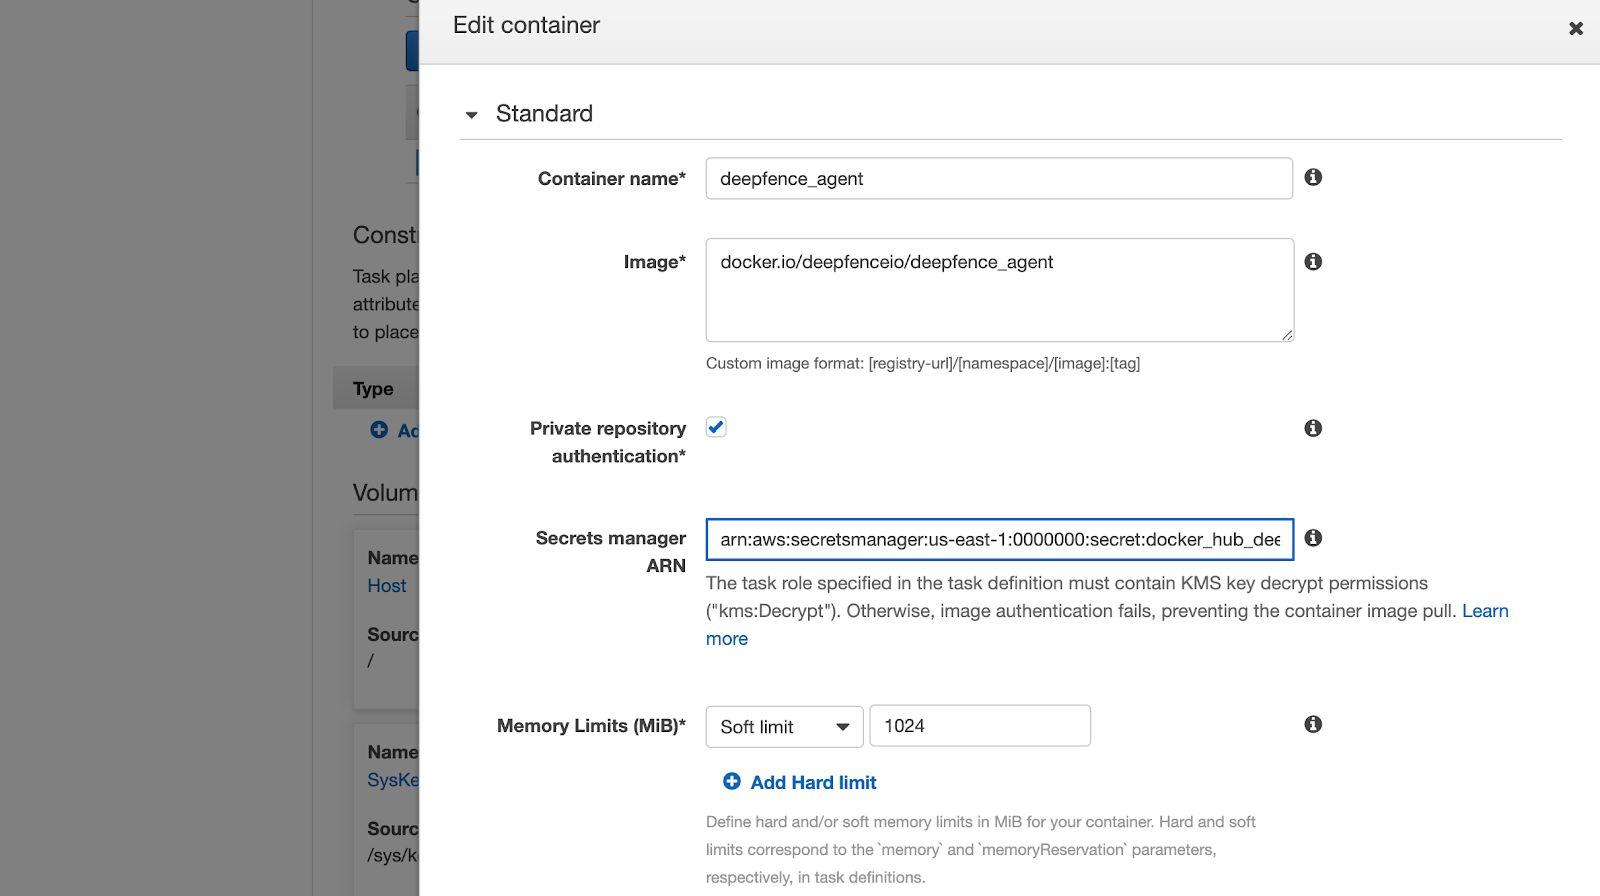 Edit container
Standard
Container name*
deepfence_agent
Image*
docker.io/deepfenceio/deepfence_agent
Custom image format: [registry-url]/[namespace]/[image]:[tag]
Private repository
authentication*
Secrets manager
ARN
arn:aws:secretsmanager:us-east-1:0000000:secret:docker_hub_dee
The task role specified in the task definition must contain KMS key decrypt permissions
("kms:Decrypt"). Otherwise, image authentication fails, preventing the container image pull. Learn
more
Memory Limits (MiB)*
Soft limit
1024
Add Hard limit
Define hard and/or soft memory limits in MiB for your container. Hard and soft
limits correspond to the `memory` and `memoryReservation` parameters,
respectively, in task definitions.
Const
Task pla
attribute
to place
Type
Ad
Volum
Name
Host
Sourc
/
Name
SysKe
Sourc
/sys/k